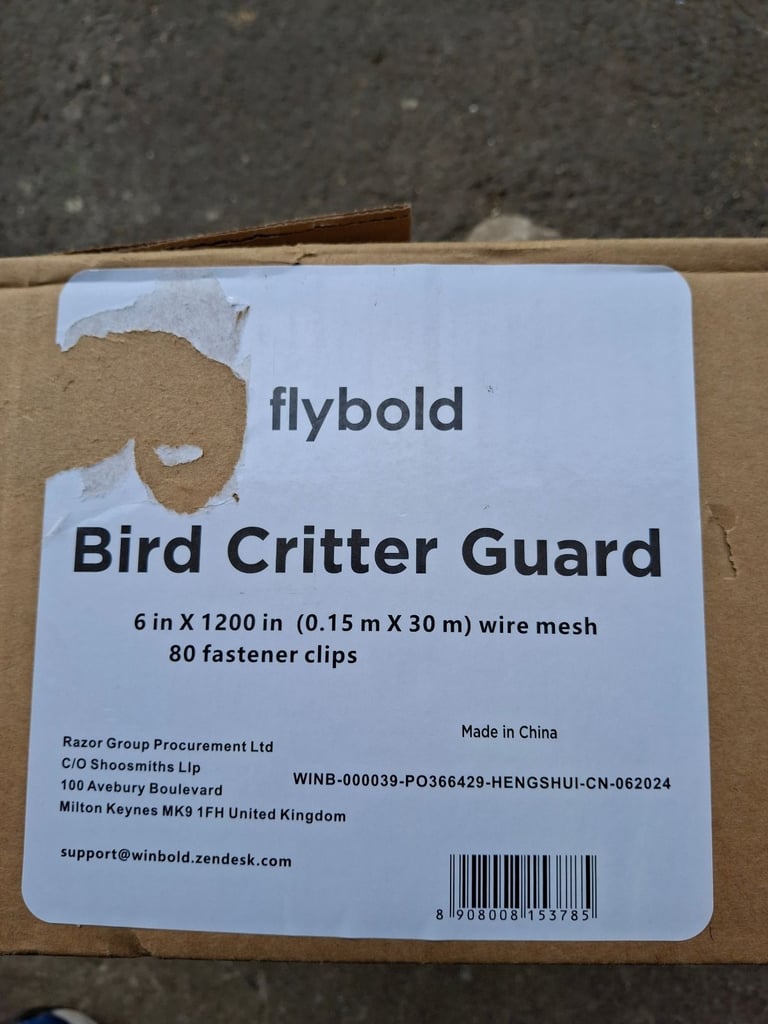 flybold
Bird Critter Guard
6 in X 1200 in (0.15 m X 30 m) wire mesh
80 fastener clips
Made in China
Razor Group Procurement Ltd
C/O Shoosmiths Llp
100 Avebury Boulevard
Milton Keynes MK9 1FH United Kingdom
WINB-000039-PO366429-HENGSHUI-CN-062024
support@winbold.zendesk.com
8 908008 153785